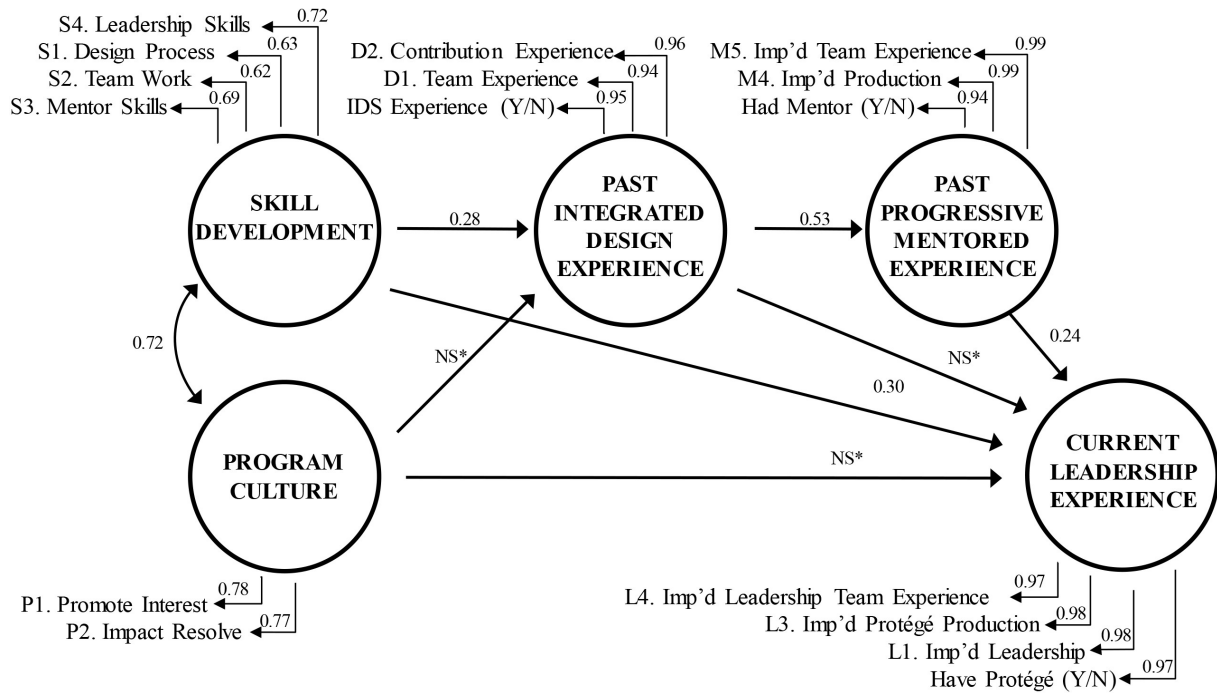 S4. Leadership Skills 0.72
S1. Design Process 0.63
S2. Team Work 0.62
S3. Mentor Skills 0.69
D2. Contribution Experience 0.96
D1. Team Experience 0.94
IDS Experience (Y/N) 0.95
M5. Imp'd Team Experience 0.99
M4. Imp'd Production 0.99
Had Mentor (Y/N) 0.94
SKILL
DEVELOPMENT
0.28
PAST
INTEGRATED
DESIGN
EXPERIENCE
0.53
PAST
PROGRESSIVE
MENTORED
EXPERIENCE
0.72
NS*
0.30
NS*
0.24
PROGRAM
CULTURE
NS*
CURRENT
LEADERSHIP
EXPERIENCE
P1. Promote Interest 0.78
P2. Impact Resolve 0.77
L4. Imp'd Leadership Team Experience 0.97
L3. Imp'd Protégé Production 0.98
L1. Imp'd Leadership 0.98
Have Protégé (Y/N) 0.97